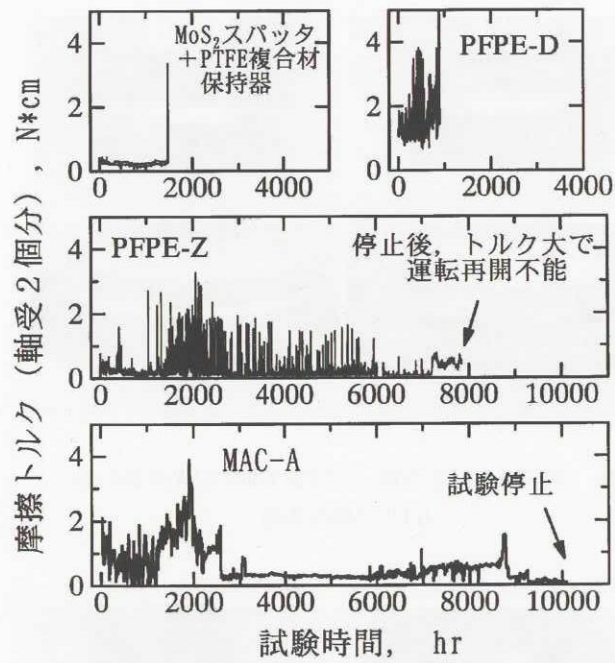 MoS₂スパッタ
＋PTFE複合材
保持器
4
2
0
0 2000 4000
PFPE-D
4
2
0
0 2000 4000
PFPE-Z
停止後，トルク大で
運転再開不能
4
2
0
0 2000 4000 6000 8000 10000
MAC-A
試験停止
4
2
0
0 2000 4000 6000 8000 10000
摩擦トルク（軸受２個分），N*cm
試験時間， hr